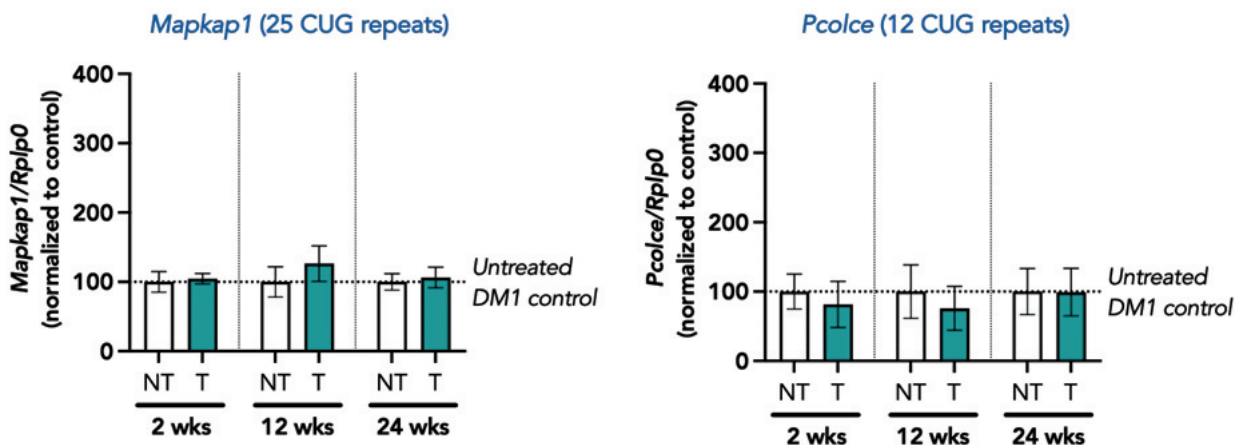 Mapkap1 (25 CUG repeats)
Mapkap1/Rplp0
(normalized to control)
400
300
200
100
0
Untreated
DM1 control
NT T NT T NT T
2 wks 12 wks 24 wks
Pcolce (12 CUG repeats)
Pcolce/Rplp0
(normalized to control)
400
300
200
100
0
Untreated
DM1 control
NT T NT T NT T
2 wks 12 wks 24 wks